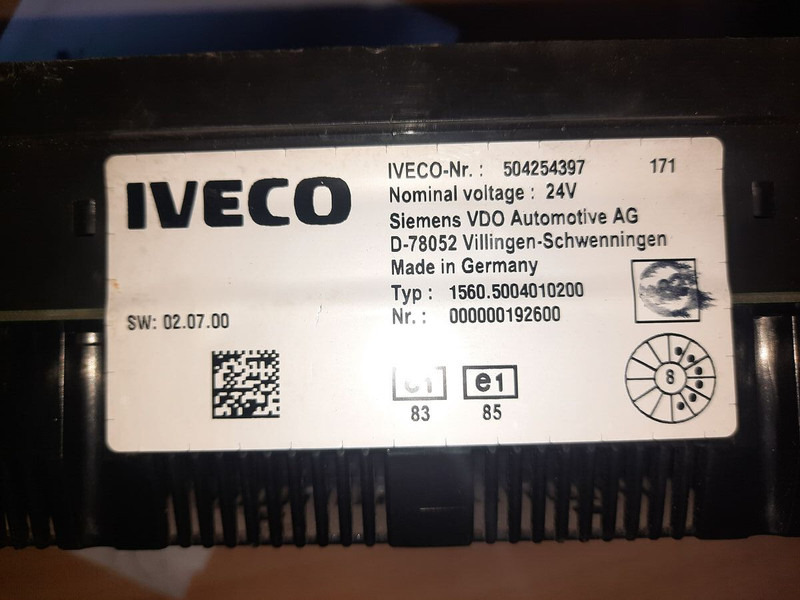 IVECO
IVECO-Nr. : 504254397 171
Nominal voltage : 24V
Siemens VDO Automotive AG
D-78052 Villingen-Schwenningen
Made in Germany
Typ : 1560.5004010200
Nr. : 000000192600
SW: 02.07.00
e1 e1
83 85
8